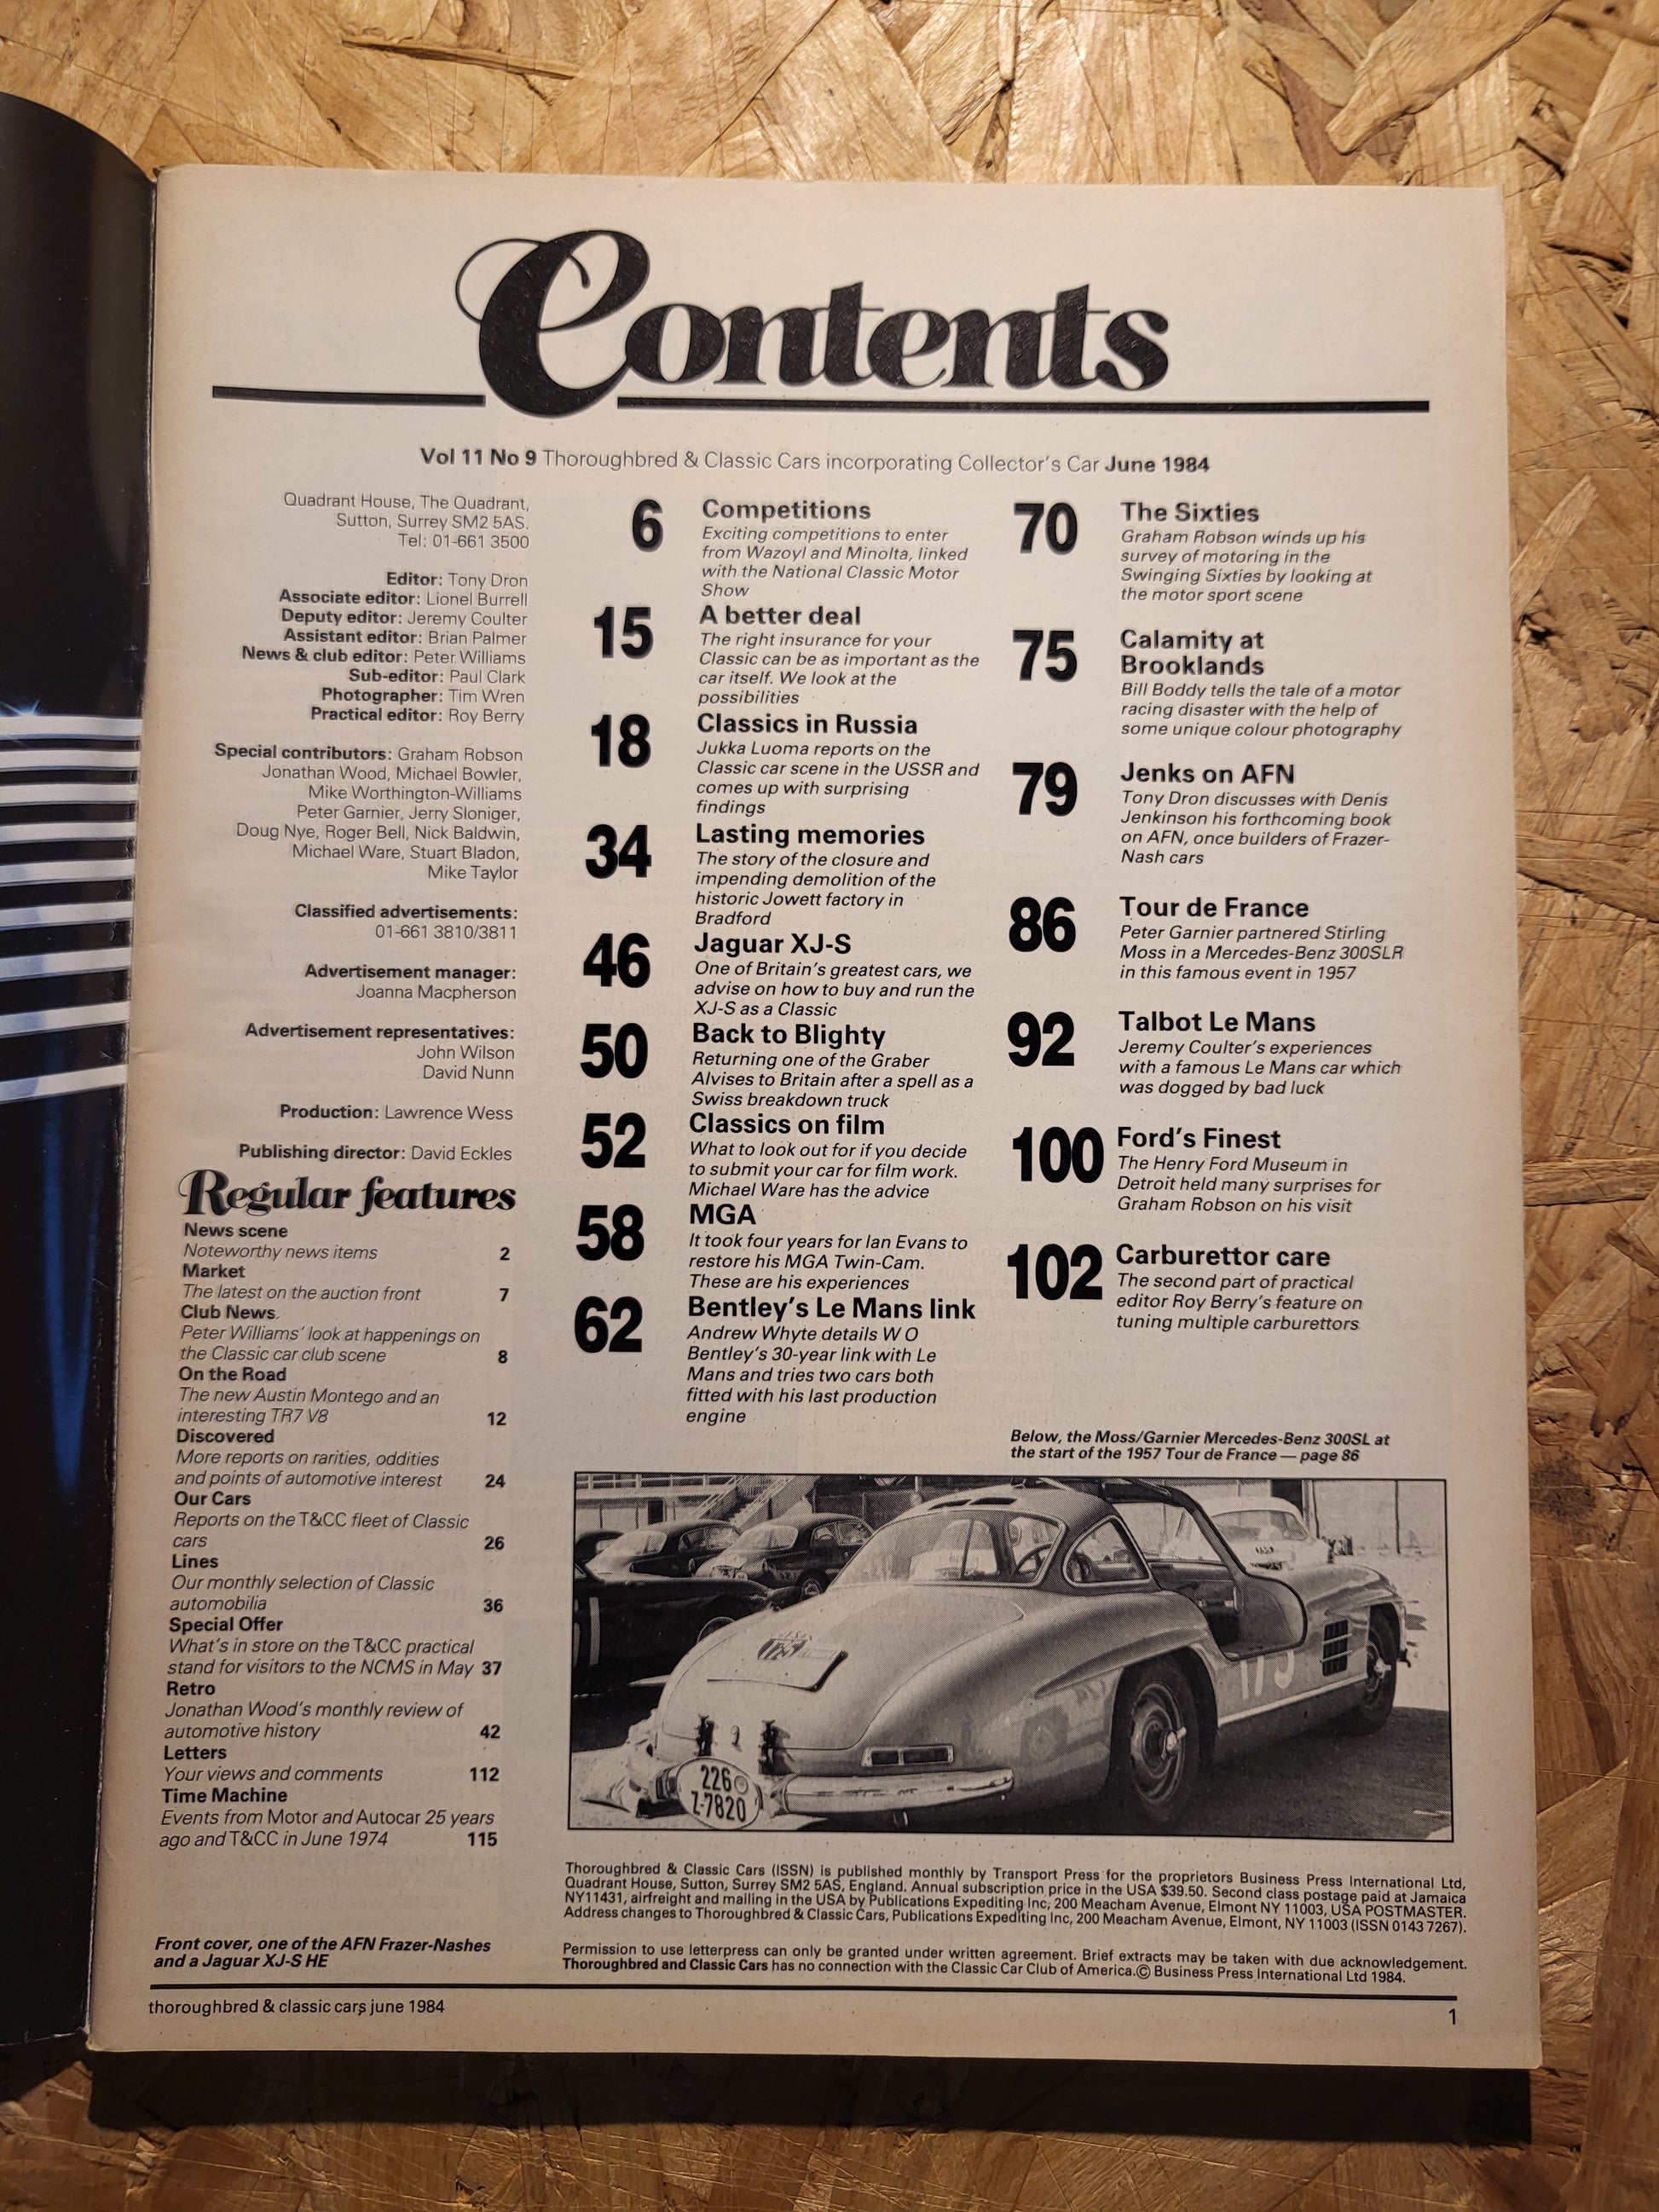 Contents
Vol 11 No 9 Thoroughbred & Classic Cars incorporating Collector's Car June 1984
Quadrant House, The Quadrant,
Sutton, Surrey SM2 5AS.
Tel: 01-661 3500
Editor: Tony Dron
Associate editor: Lionel Burrell
Deputy editor: Jeremy Coulter
Assistant editor: Brian Palmer
News & club editor: Peter Williams
Sub-editor: Paul Clark
Photographer: Tim Wren
Practical editor: Roy Berry
Special contributors: Graham Robson
Jonathan Wood, Michael Bowler,
Mike Worthington-Williams
Peter Garnier, Jerry Sloniger,
Doug Nye, Roger Bell, Nick Baldwin,
Michael Ware, Stuart Bladon,
Mike Taylor
Classified advertisements:
01-661 3810/3811
Advertisement manager:
Joanna Macpherson
Advertisement representatives:
John Wilson
David Nunn
Production: Lawrence Wess
Publishing director: David Eckles
Regular features
News scene
Noteworthy news items 2
Market
The latest on the auction front 7
Club News
Peter Williams' look at happenings on
the Classic car club scene 8
On the Road
The new Austin Montego and an
interesting TR7 V8 12
Discovered
More reports on rarities, oddities
and points of automotive interest 24
Our Cars
Reports on the T&CC fleet of Classic
cars 26
Lines
Our monthly selection of Classic
automobilia 36
Special Offer
What's in store on the T&CC practical
stand for visitors to the NCMS in May 37
Retro
Jonathan Wood's monthly review of
automotive history 42
Letters
Your views and comments 112
Time Machine
Events from Motor and Autocar 25 years
ago and T&CC in June 1974 115
Front cover, one of the AFN Frazer-Nashes
and a Jaguar XJ-S HE
6 Competitions
Exciting competitions to enter
from Wazoyl and Minolta, linked
with the National Classic Motor
Show
15 A better deal
The right insurance for your
Classic can be as important as the
car itself. We look at the
possibilities
18 Classics in Russia
Jukka Luoma reports on the
Classic car scene in the USSR and
comes up with surprising
findings
34 Lasting memories
The story of the closure and
impending demolition of the
historic Jowett factory in
Bradford
46 Jaguar XJ-S
One of Britain's greatest cars, we
advise on how to buy and run the
XJ-S as a Classic
50 Back to Blighty
Returning one of the Graber
Alvises to Britain after a spell as a
Swiss breakdown truck
52 Classics on film
What to look out for if you decide
to submit your car for film work.
Michael Ware has the advice
58 MGA
It took four years for Ian Evans to
restore his MGA Twin-Cam.
These are his experiences
62 Bentley's Le Mans link
Andrew Whyte details W O
Bentley's 30-year link with Le
Mans and tries two cars both
fitted with his last production
engine
70 The Sixties
Graham Robson winds up his
survey of motoring in the
Swinging Sixties by looking at
the motor sport scene
75 Calamity at
Brooklands
Bill Boddy tells the tale of a motor
racing disaster with the help of
some unique colour photography
79 Jenks on AFN
Tony Dron discusses with Denis
Jenkinson his forthcoming book
on AFN, once builders of Frazer-
Nash cars
86 Tour de France
Peter Garnier partnered Stirling
Moss in a Mercedes-Benz 300SLR
in this famous event in 1957
92 Talbot Le Mans
Jeremy Coulter's experiences
with a famous Le Mans car which
was dogged by bad luck
100 Ford's Finest
The Henry Ford Museum in
Detroit held many surprises for
Graham Robson on his visit
102 Carburettor care
The second part of practical
editor Roy Berry's feature on
tuning multiple carburettors
Below, the Moss/Garnier Mercedes-Benz 300SL at
the start of the 1957 Tour de France — page 86
173
226
Z-7820
Thoroughbred & Classic Cars (ISSN) is published monthly by Transport Press for the proprietors Business Press International Ltd,
Quadrant House, Sutton, Surrey SM2 5AS, England. Annual subscription price in the USA $39.50. Second class postage paid at Jamaica
NY11431, airfreight and mailing in the USA by Publications Expediting Inc, 200 Meacham Avenue, Elmont NY 11003, USA POSTMASTER.
Address changes to Thoroughbred & Classic Cars, Publications Expediting Inc, 200 Meacham Avenue, Elmont, NY 11003 (ISSN 0143 7267).
Permission to use letterpress can only be granted under written agreement. Brief extracts may be taken with due acknowledgement.
Thoroughbred and Classic Cars has no connection with the Classic Car Club of America.© Business Press International Ltd 1984.
thoroughbred & classic cars june 1984
1